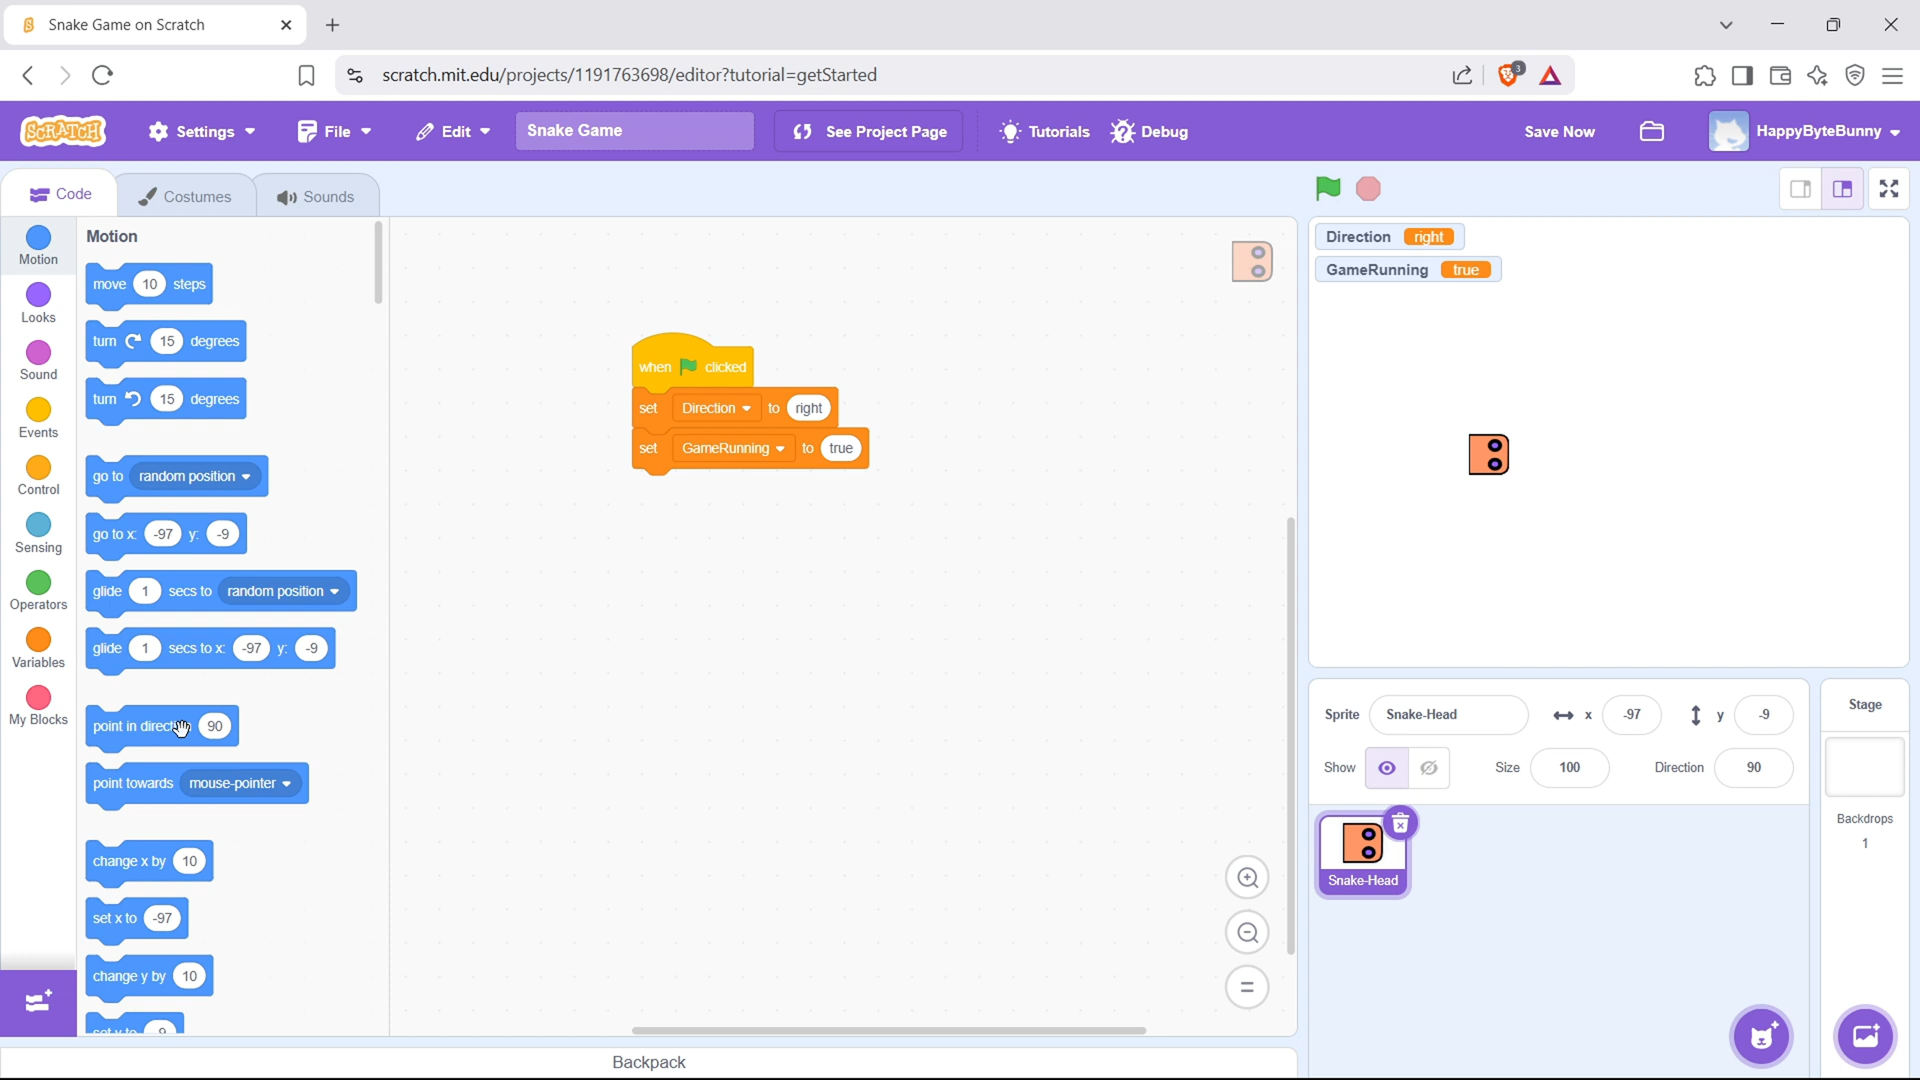 Snake Game on Scratch
scratch.mit.edu/projects/1191763698/editor?tutorial=getStarted
3
SCRATCH
Settings
File
Edit
Snake Game
See Project Page
Tutorials
Debug
Save Now
HappyByteBunny
Code
Costumes
Sounds
Motion
Looks
Sound
Events
Control
Sensing
Operators
Variables
My Blocks
Motion
move 10 steps
turn 15 degrees
turn 15 degrees
go to random position
go to x: -97 y: -9
glide 1 secs to random position
glide 1 secs to x: -97 y: -9
point in direc 90
point towards mouse-pointer
change x by 10
set x to -97
change y by 10
set y to -9
when clicked
set Direction to right
set GameRunning to true
Direction right
GameRunning true
Sprite Snake-Head x -97 y -9
Show Size 100 Direction 90
Snake-Head
Stage
Backdrops
1
Backpack